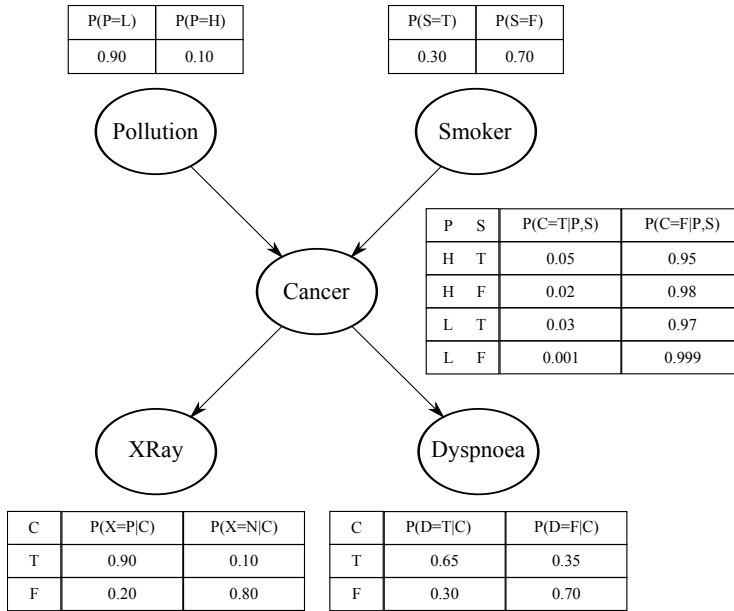 P(P=L) P(P=H) P(S=T) P(S=F)
0.90 0.10 0.30 0.70
Pollution Smoker
P S P(C=T|P,S) P(C=F|P,S)
H T 0.05 0.95
H F 0.02 0.98
L T 0.03 0.97
L F 0.001 0.999
Cancer
XRay Dyspnoea
C P(X=P|C) P(X=N|C)
T 0.90 0.10
F 0.20 0.80
C P(D=T|C) P(D=F|C)
T 0.65 0.35
F 0.30 0.70